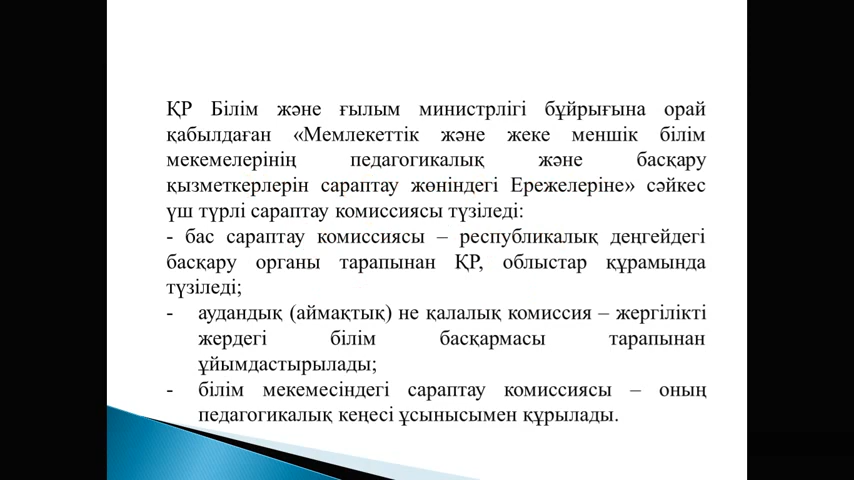 ҚР Білім және ғылым министрлігі бұйрығына орай
қабылдаған «Мемлекеттік және жеке меншік білім
мекемелерінің педагогикалық және басқару
қызметкерлерін сараптау жөніндегі Ережелеріне» сәйкес
үш түрлі сараптау комиссиясы түзіледі:
- бас сараптау комиссиясы – республикалық деңгейдегі
басқару органы тарапынан ҚР, облыстар құрамында
түзіледі;
- аудандық (аймақтық) не қалалық комиссия – жергілікті
жердегі білім басқармасы тарапынан
ұйымдастырылады;
- білім мекемесіндегі сараптау комиссиясы – оның
педагогикалық кеңесі ұсынысымен құрылады.